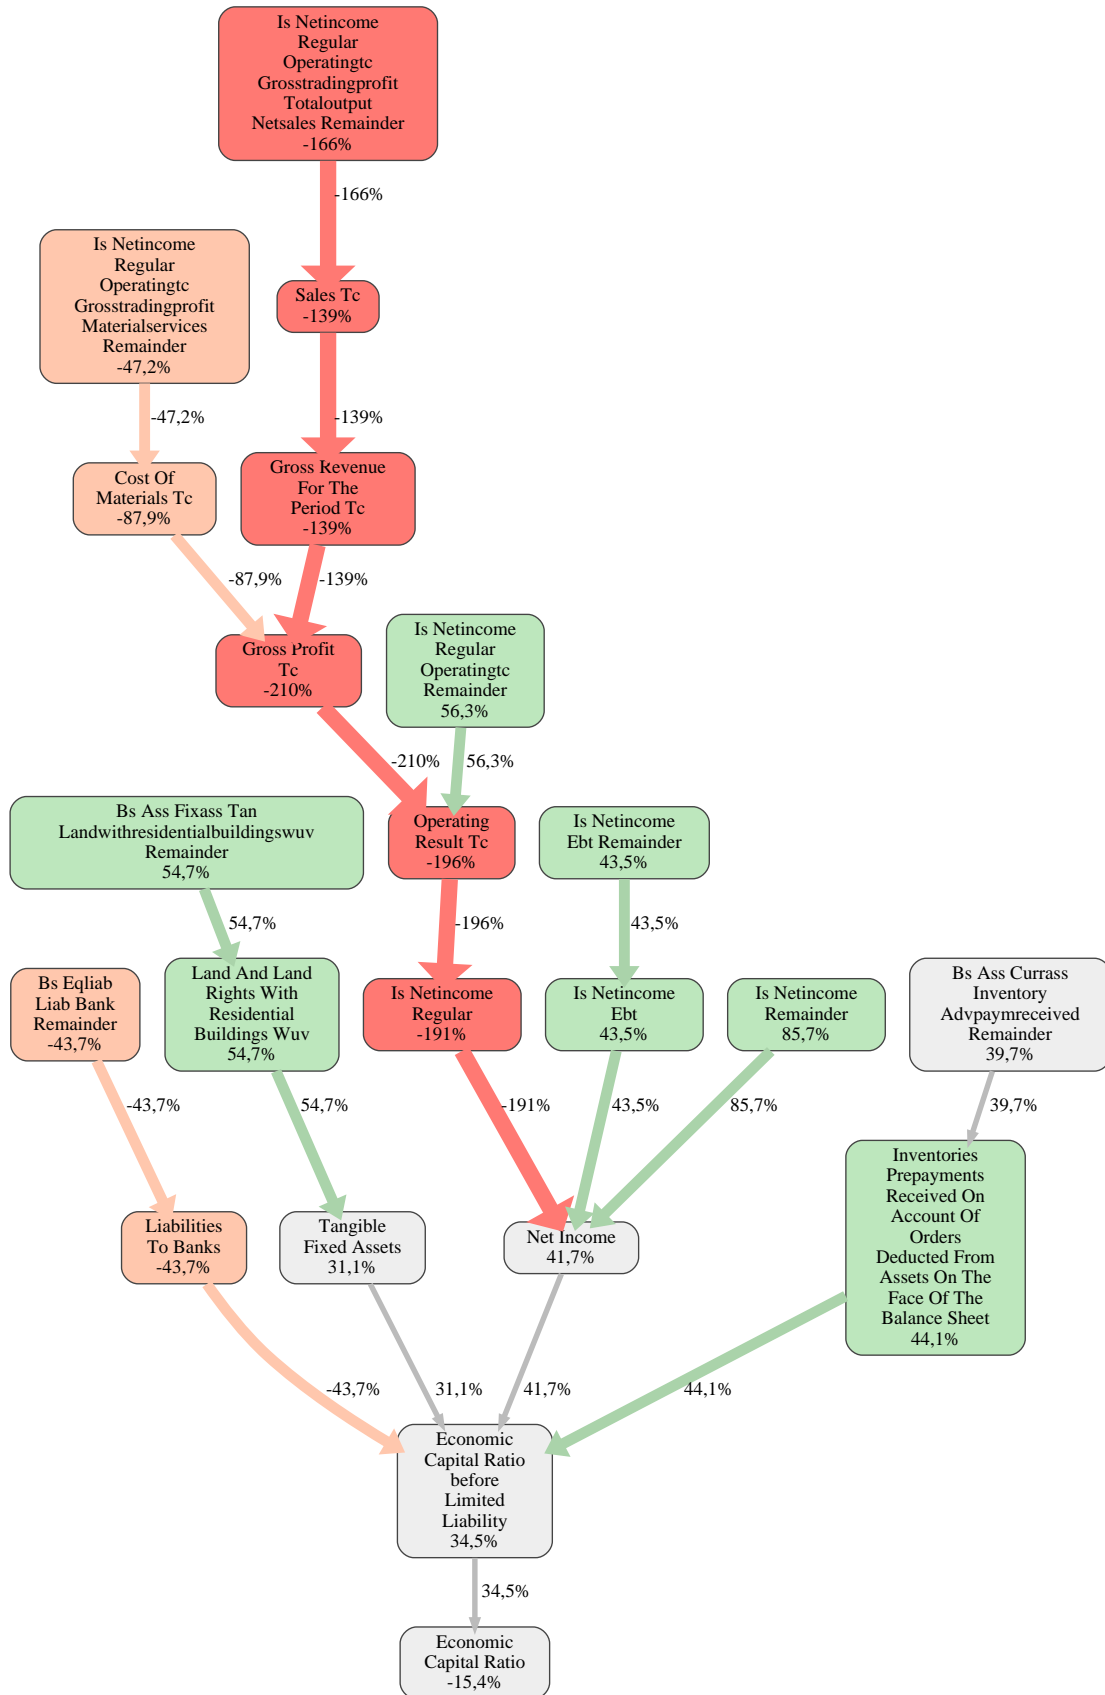 Is Netincome
Regular
Operatingtc
Grosstradingprofit
Totaloutput
Netsales Remainder
-166%
-166%
Is Netincome
Regular
Operatingtc
Grosstradingprofit
Materialservices
Remainder
-47,2%
Sales Tc
-139%
-47,2%
-139%
Cost Of
Materials Tc
-87,9%
Gross Revenue
For The
Period Tc
-139%
-87,9%
-139%
Gross Profit
Tc
-210%
Is Netincome
Regular
Operatingtc
Remainder
56,3%
-210%
56,3%
Bs Ass Fixass Tan
Landwithresidentialbuildingswuv
Remainder
54,7%
Operating
Result Tc
-196%
Is Netincome
Ebt Remainder
43,5%
54,7%
-196%
43,5%
Bs Eqliab
Liab Bank
Remainder
-43,7%
Land And Land
Rights With
Residential
Buildings Wuv
54,7%
Is Netincome
Regular
-191%
Is Netincome
Ebt
43,5%
Is Netincome
Remainder
85,7%
Bs Ass Currass
Inventory
Advpaymreceived
Remainder
39,7%
-43,7%
54,7%
-191%
43,5%
85,7%
39,7%
Liabilities
To Banks
-43,7%
Tangible
Fixed Assets
31,1%
Net Income
41,7%
Inventories
Prepayments
Received On
Account Of
Orders
Deducted From
Assets On The
Face Of The
Balance Sheet
44,1%
-43,7%
31,1%
41,7%
44,1%
Economic
Capital Ratio
before
Limited
Liability
34,5%
34,5%
Economic
Capital Ratio
-15,4%